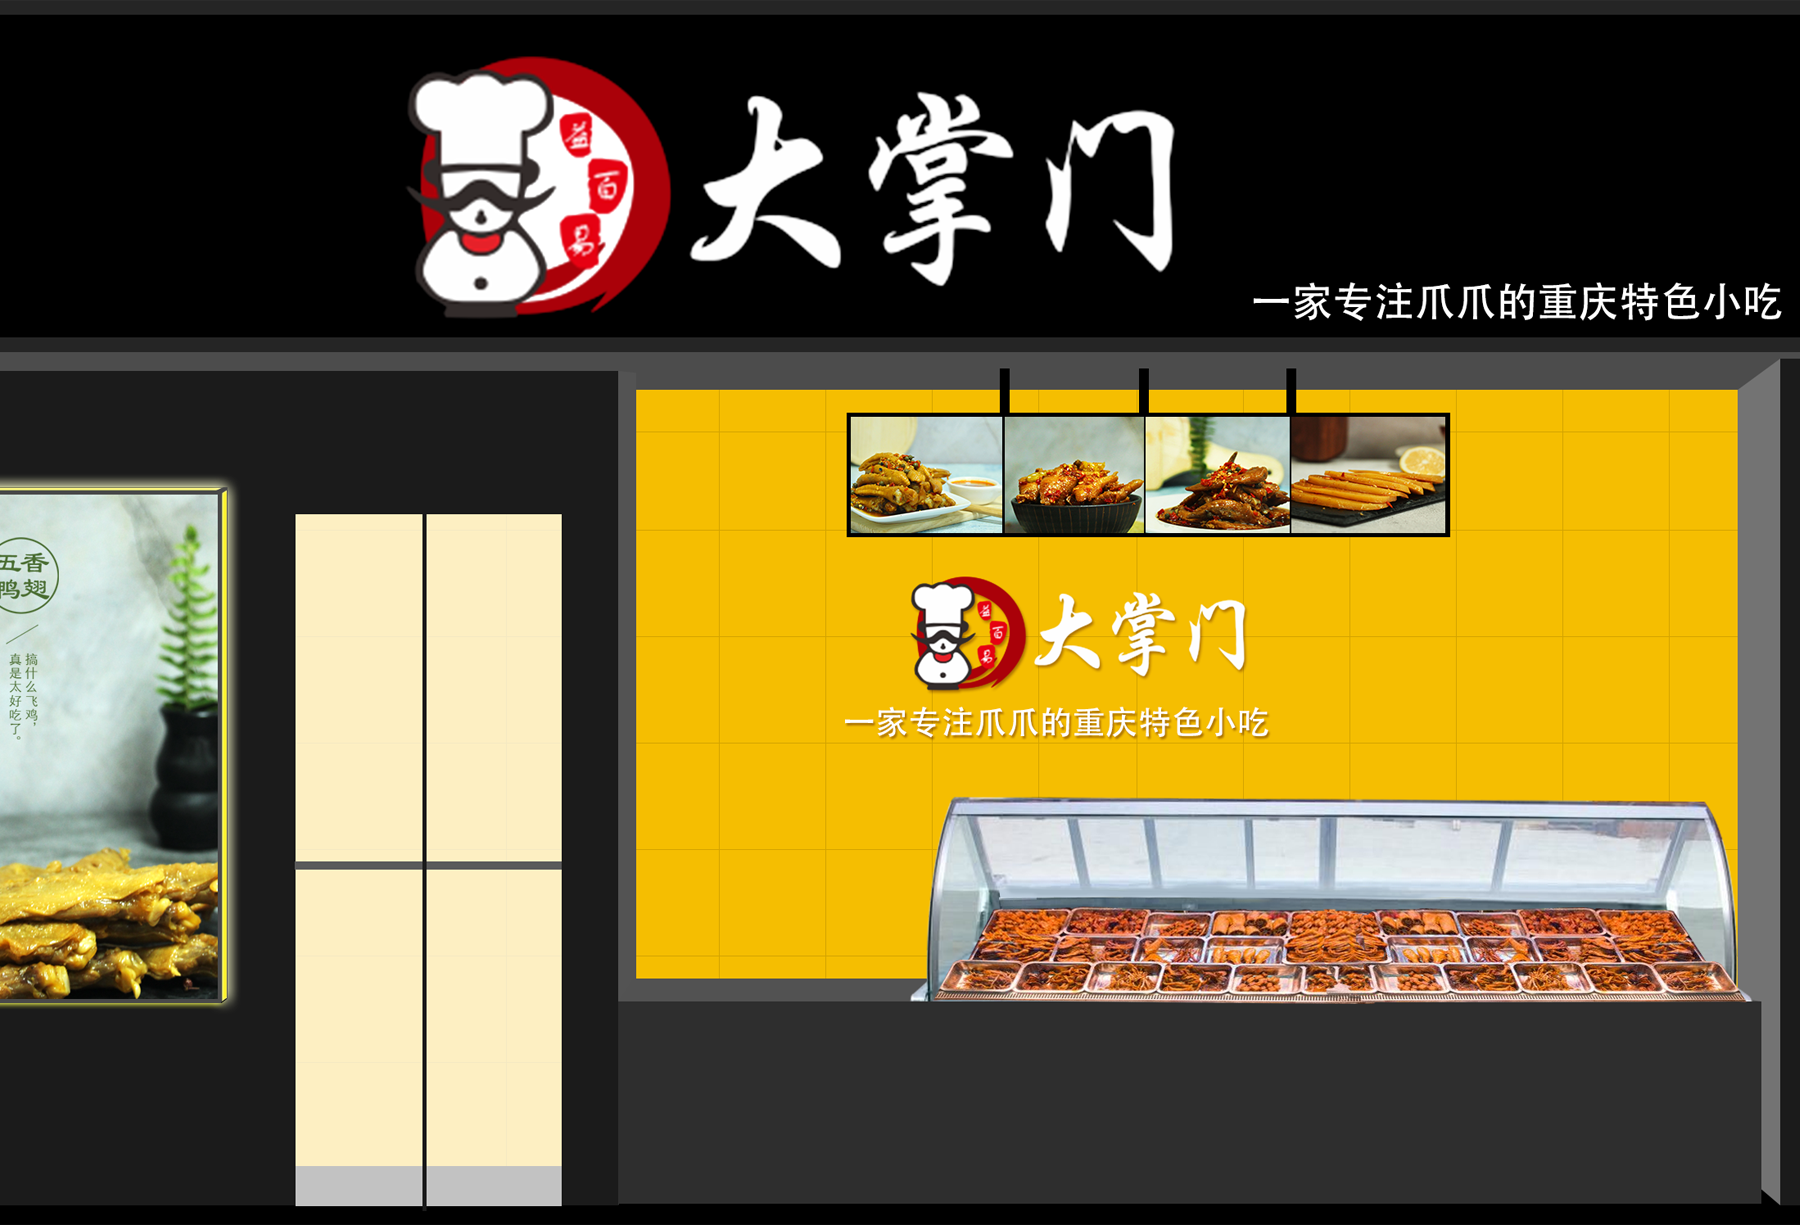 益
百
易
大掌门
一家专注爪爪的重庆特色小吃
五香
鸭翅
搞什么飞鸡，
真是太好吃了。
益
百
易
大掌门
一家专注爪爪的重庆特色小吃